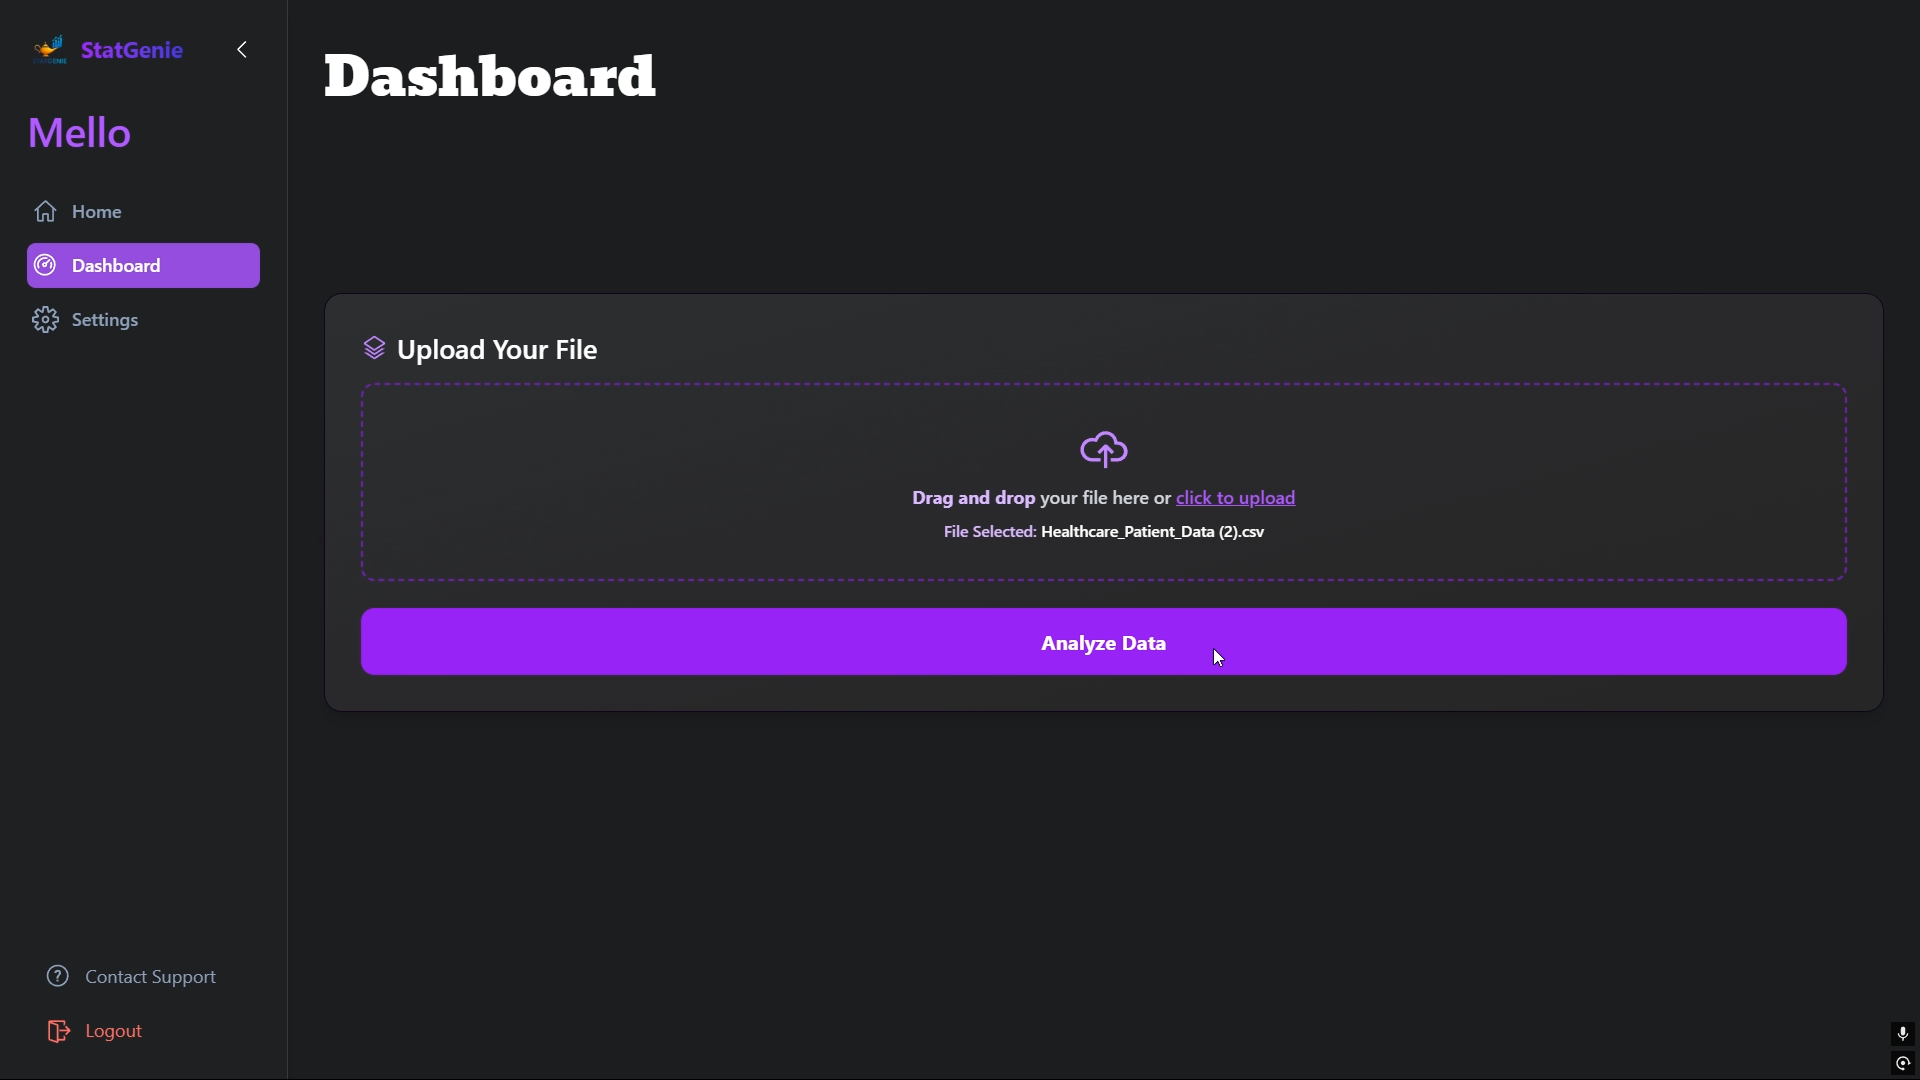 StatGenie
Mello
Home
Dashboard
Settings
Contact Support
Logout
Dashboard
Upload Your File
Drag and drop your file here or click to upload
File Selected: Healthcare_Patient_Data (2).csv
Analyze Data